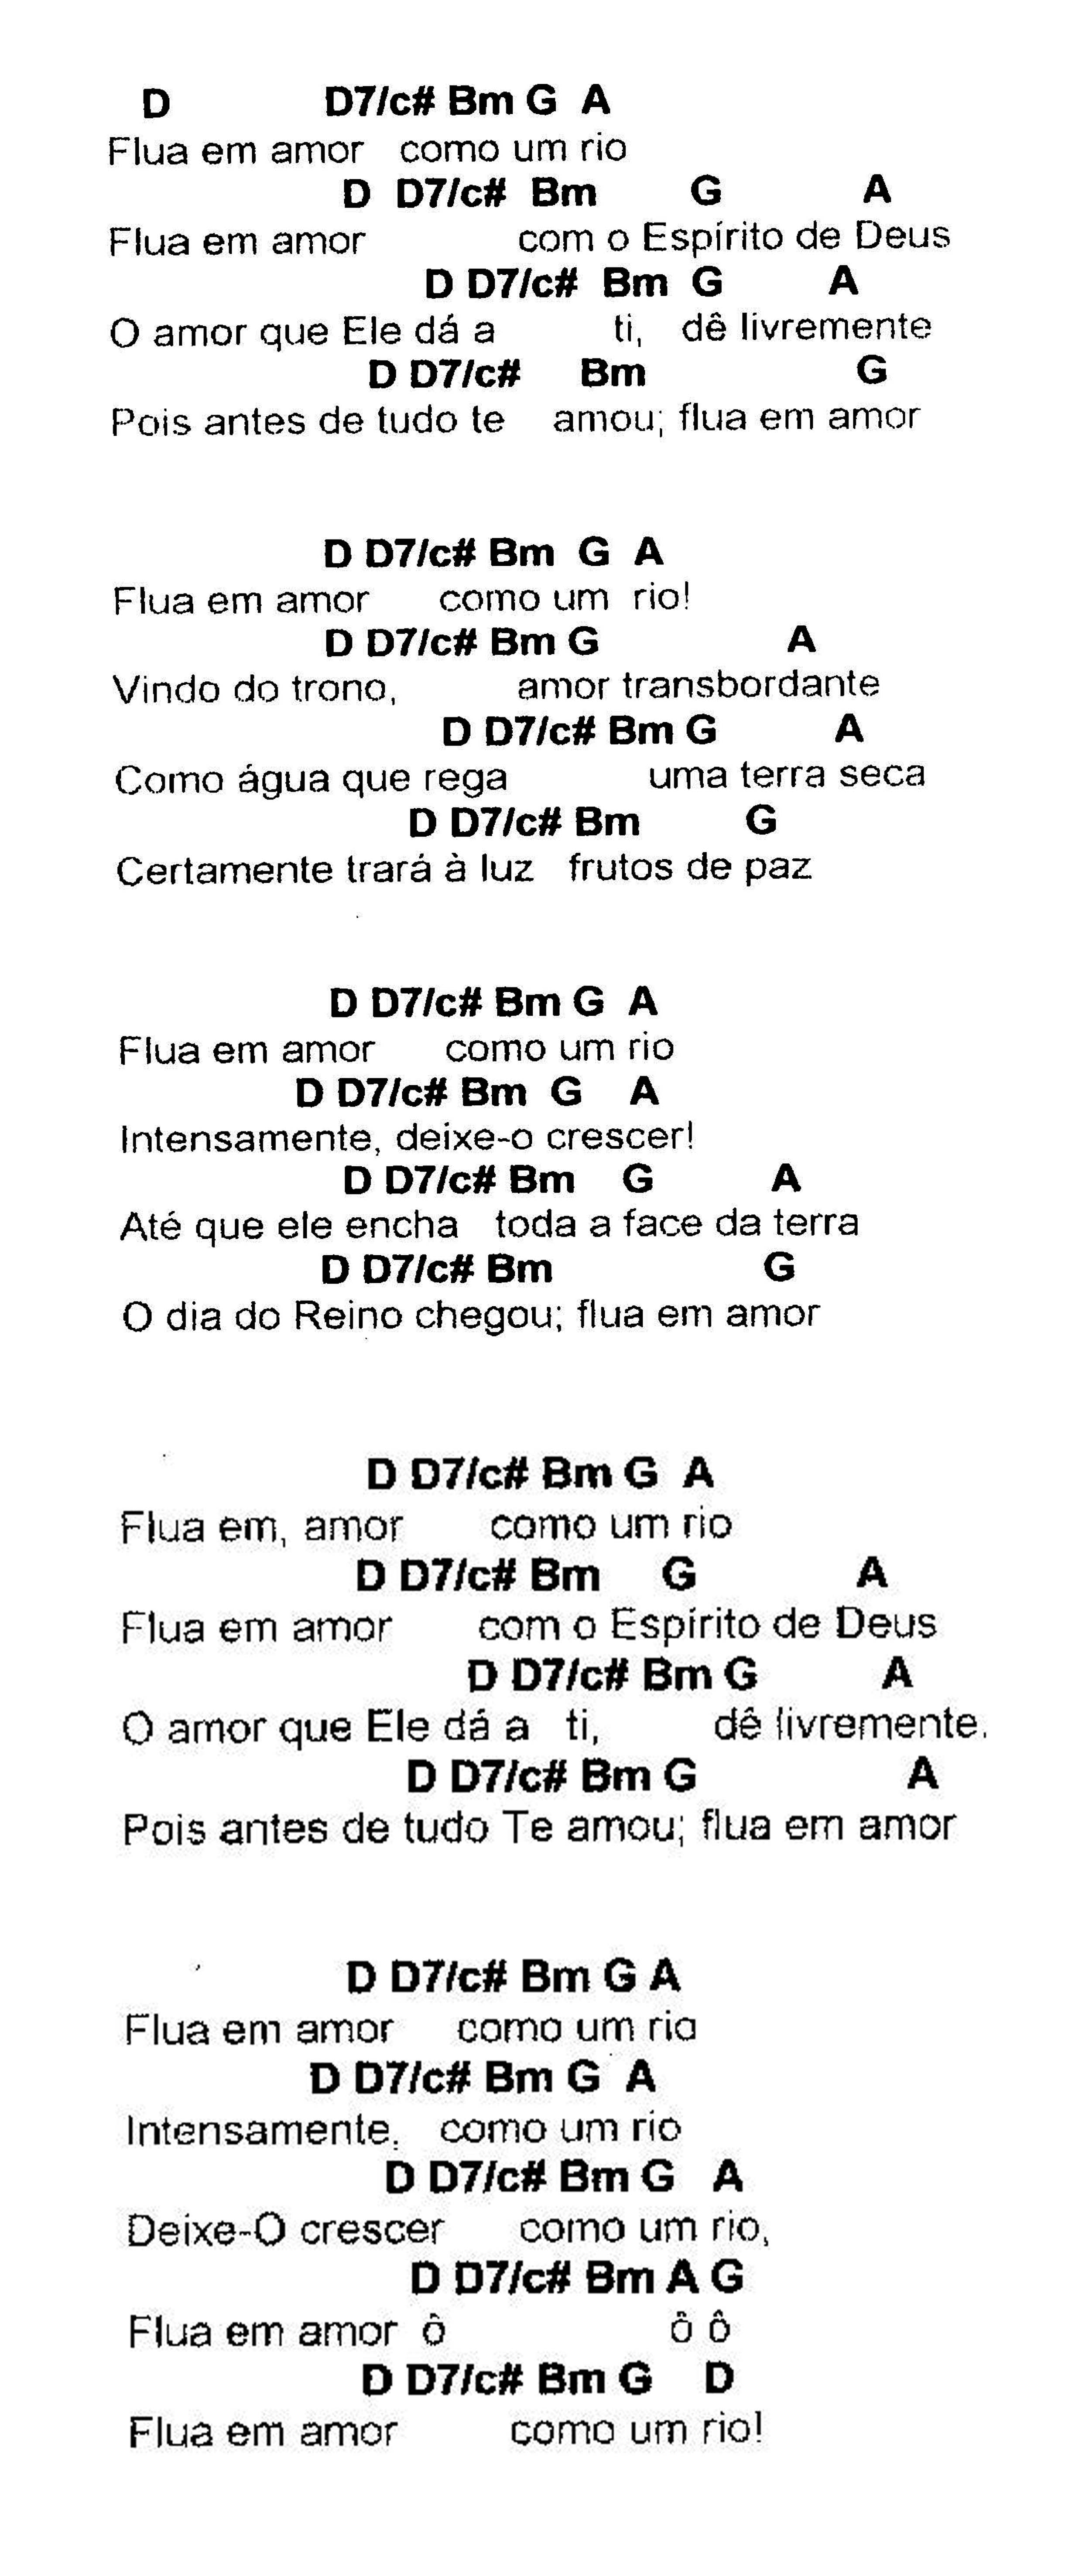 D D7/c# Bm G A
Flua em amor como um rio
D D7/c# Bm G A
Flua em amor com o Espírito de Deus
D D7/c# Bm G A
O amor que Ele dá a ti, dê livremente
D D7/c# Bm G
Pois antes de tudo te amou; flua em amor
D D7/c# Bm G A
Flua em amor como um rio!
D D7/c# Bm G A
Vindo do trono, amor transbordante
D D7/c# Bm G A
Como água que rega uma terra seca
D D7/c# Bm G
Certamente trará à luz frutos de paz
D D7/c# Bm G A
Flua em amor como um rio
D D7/c# Bm G A
Intensamente, deixe-o crescer!
D D7/c# Bm G A
Até que ele encha toda a face da terra
D D7/c# Bm G
O dia do Reino chegou; flua em amor
D D7/c# Bm G A
Flua em, amor como um rio
D D7/c# Bm G A
Flua em amor com o Espírito de Deus
D D7/c# Bm G A
O amor que Ele dá a ti, dê livremente.
D D7/c# Bm G A
Pois antes de tudo Te amou; flua em amor
D D7/c# Bm G A
Flua em amor como um rio
D D7/c# Bm G A
Intensamente, como um rio
D D7/c# Bm G A
Deixe-O crescer como um rio,
D D7/c# Bm A G
Flua em amor ô ô ô
D D7/c# Bm G D
Flua em amor como um rio!